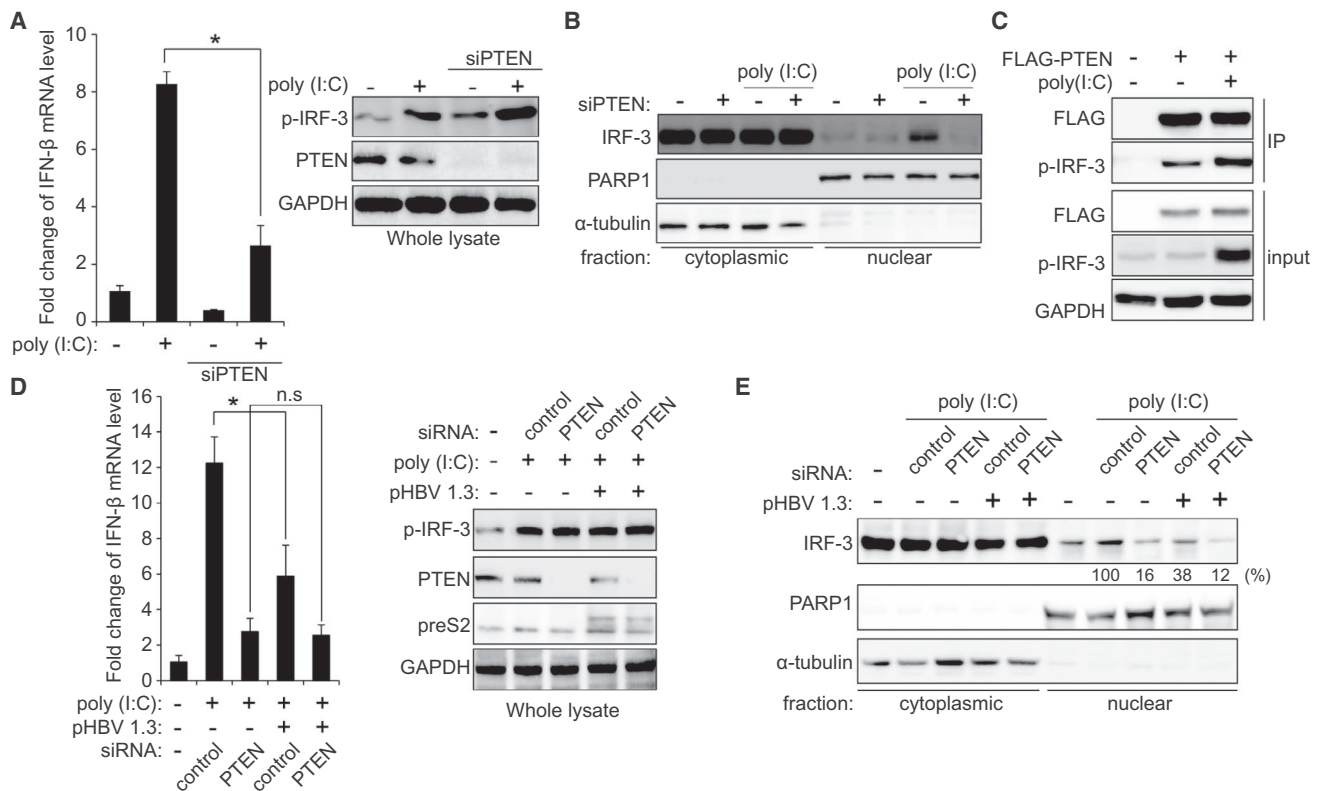 A
Fold change of IFN-β mRNA level
10
8
6
4
2
0
*
poly (I:C): - + - +
siPTEN
siPTEN
poly (I:C) - + - +
p-IRF-3
PTEN
GAPDH
Whole lysate
B
poly (I:C) poly (I:C)
siPTEN: - + - + - + - +
IRF-3
PARP1
α-tubulin
fraction: cytoplasmic nuclear
C
FLAG-PTEN - + +
poly(I:C) - - +
FLAG
p-IRF-3
IP
FLAG
p-IRF-3
GAPDH
input
D
Fold change of IFN-β mRNA level
16
14
12
10
8
6
4
2
0
* n.s
poly (I:C): - + + + +
pHBV 1.3: - - - + +
siRNA: - control PTEN control PTEN
siRNA: - control PTEN control PTEN
poly (I:C): - + + + +
pHBV 1.3: - - - + +
p-IRF-3
PTEN
preS2
GAPDH
Whole lysate
E
poly (I:C) poly (I:C)
siRNA: - control PTEN control PTEN control PTEN control PTEN
pHBV 1.3: - - - + + - - - + +
IRF-3
100 16 38 12 (%)
PARP1
α-tubulin
fraction: cytoplasmic nuclear